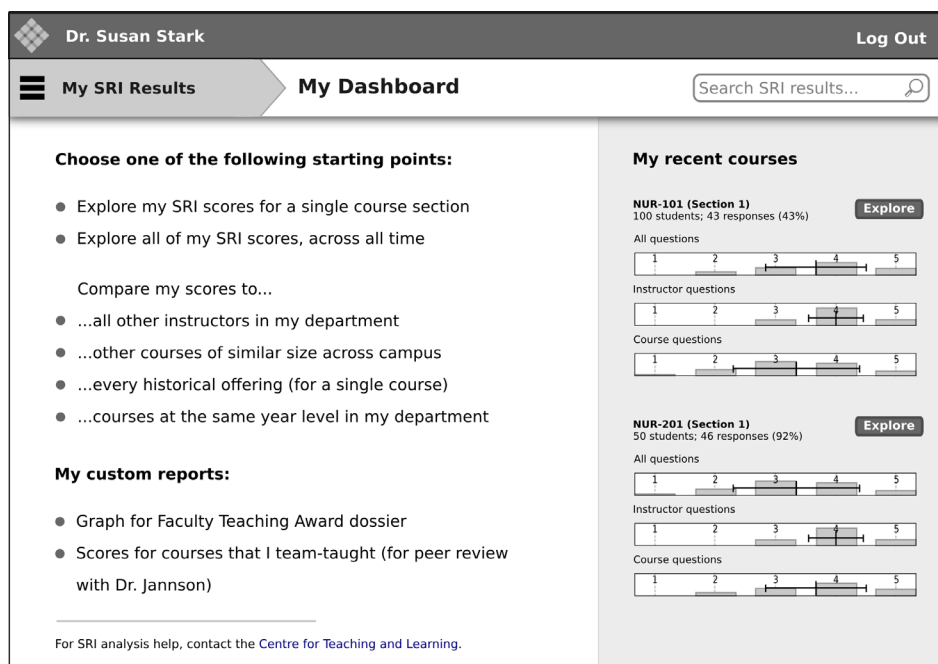 Dr. Susan Stark
Log Out
My SRI Results
My Dashboard
Search SRI results...
Choose one of the following starting points:
Explore my SRI scores for a single course section
Explore all of my SRI scores, across all time
Compare my scores to...
...all other instructors in my department
...other courses of similar size across campus
...every historical offering (for a single course)
...courses at the same year level in my department
My custom reports:
Graph for Faculty Teaching Award dossier
Scores for courses that I team-taught (for peer review
with Dr. Jannson)
For SRI analysis help, contact the Centre for Teaching and Learning.
My recent courses
NUR-101 (Section 1)
100 students; 43 responses (43%)
Explore
All questions
1 2 3 4 5
Instructor questions
1 2 3 4 5
Course questions
1 2 3 4 5
NUR-201 (Section 1)
50 students; 46 responses (92%)
Explore
All questions
1 2 3 4 5
Instructor questions
1 2 3 4 5
Course questions
1 2 3 4 5